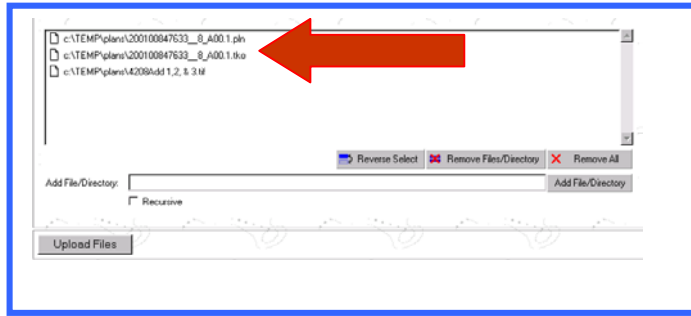 c:\TEMP\plans\200100847633__8_A00.1.pln
c:\TEMP\plans\200100847633__8_A00.1.tko
c:\TEMP\plans\4208Add 1,2, & 3.tif
Reverse Select Remove Files/Directory Remove All
Add File/Directory: Add File/Directory
Recursive
Upload Files